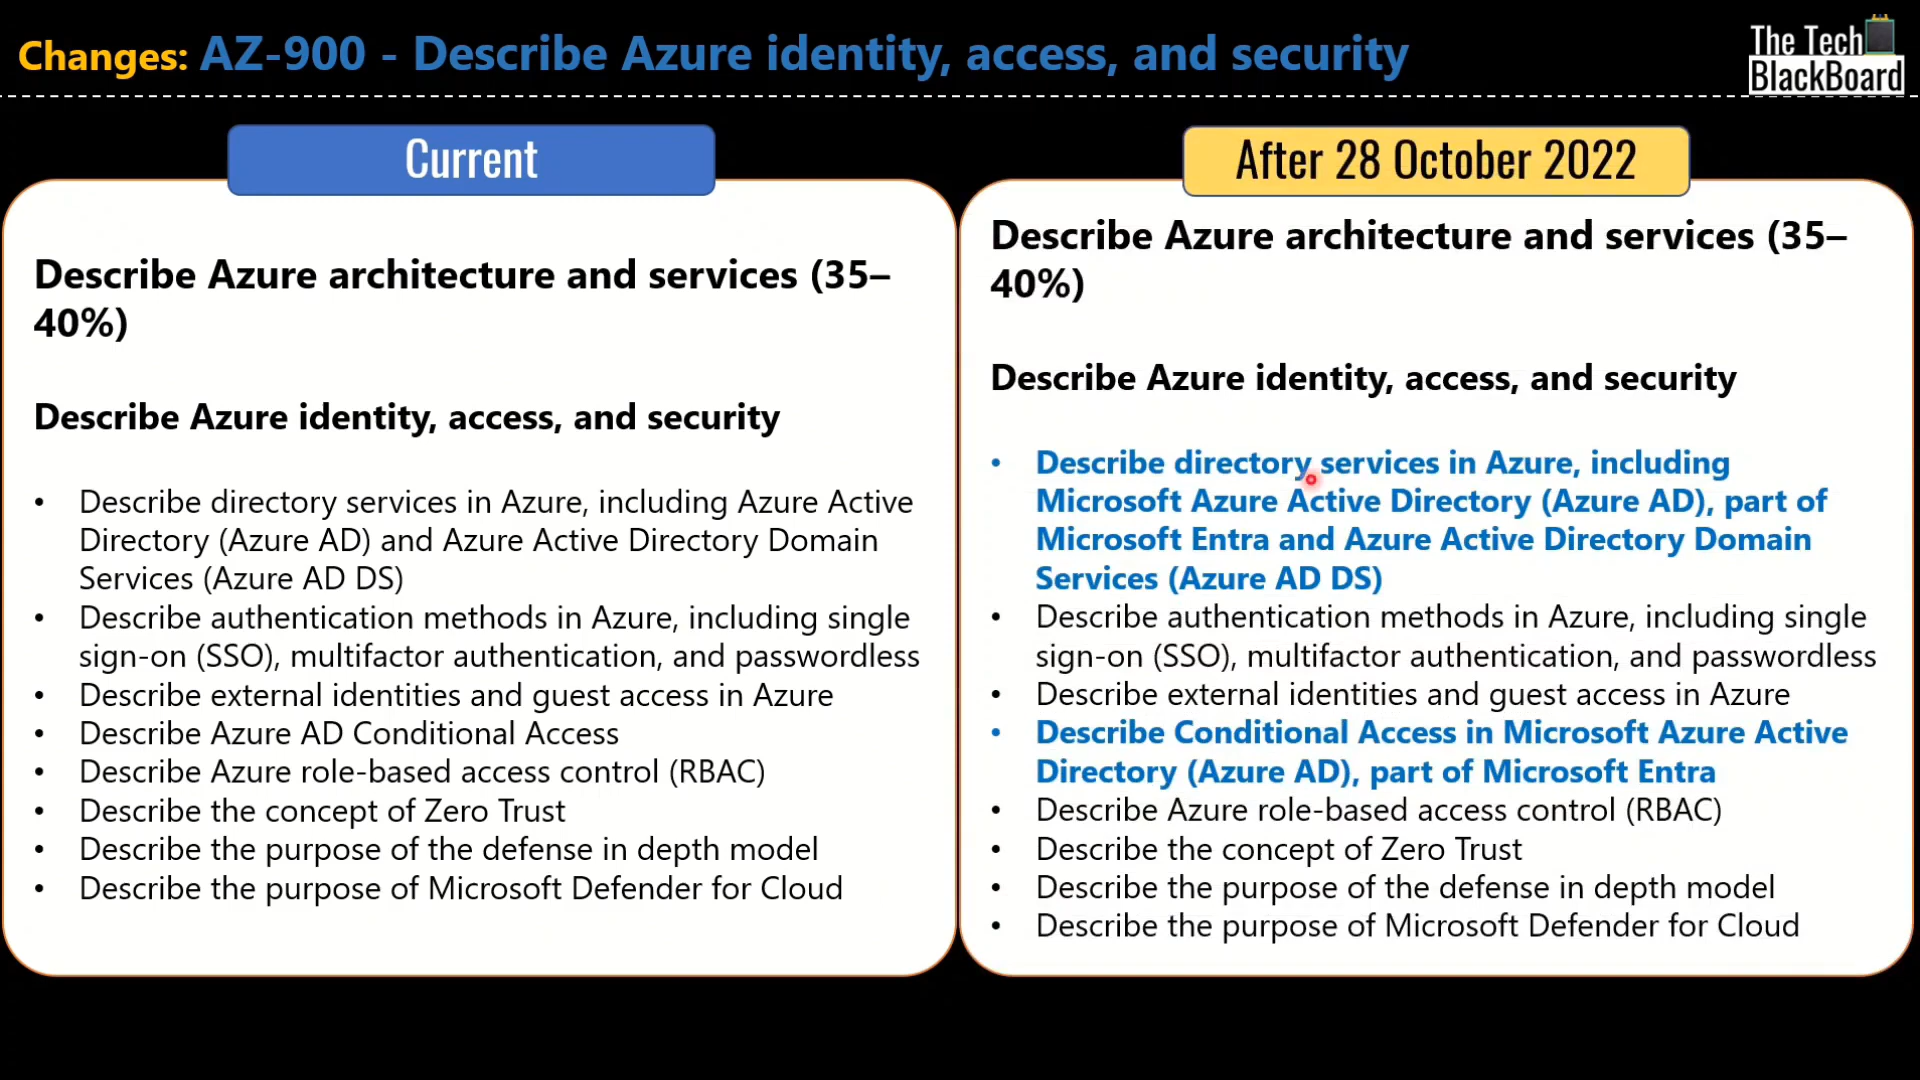 Changes: AZ-900 - Describe Azure identity, access, and security
The Tech
BlackBoard
Current
Describe Azure architecture and services (35–
40%)
Describe Azure identity, access, and security
• Describe directory services in Azure, including Azure Active
Directory (Azure AD) and Azure Active Directory Domain
Services (Azure AD DS)
• Describe authentication methods in Azure, including single
sign-on (SSO), multifactor authentication, and passwordless
• Describe external identities and guest access in Azure
• Describe Azure AD Conditional Access
• Describe Azure role-based access control (RBAC)
• Describe the concept of Zero Trust
• Describe the purpose of the defense in depth model
• Describe the purpose of Microsoft Defender for Cloud
After 28 October 2022
Describe Azure architecture and services (35–
40%)
Describe Azure identity, access, and security
• Describe directory services in Azure, including
Microsoft Azure Active Directory (Azure AD), part of
Microsoft Entra and Azure Active Directory Domain
Services (Azure AD DS)
• Describe authentication methods in Azure, including single
sign-on (SSO), multifactor authentication, and passwordless
• Describe external identities and guest access in Azure
• Describe Conditional Access in Microsoft Azure Active
Directory (Azure AD), part of Microsoft Entra
• Describe Azure role-based access control (RBAC)
• Describe the concept of Zero Trust
• Describe the purpose of the defense in depth model
• Describe the purpose of Microsoft Defender for Cloud